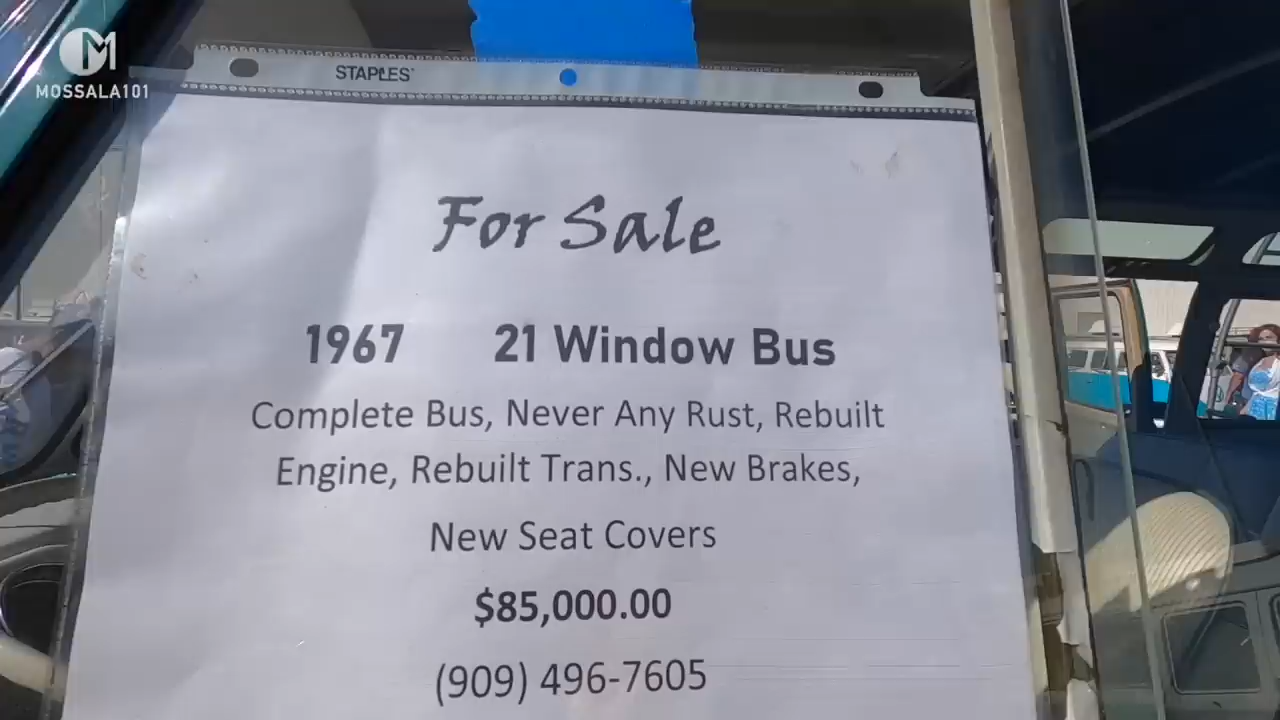 MOSSALA101
STAPLES
For Sale
1967 21 Window Bus
Complete Bus, Never Any Rust, Rebuilt
Engine, Rebuilt Trans., New Brakes,
New Seat Covers
$85,000.00
(909) 496-7605